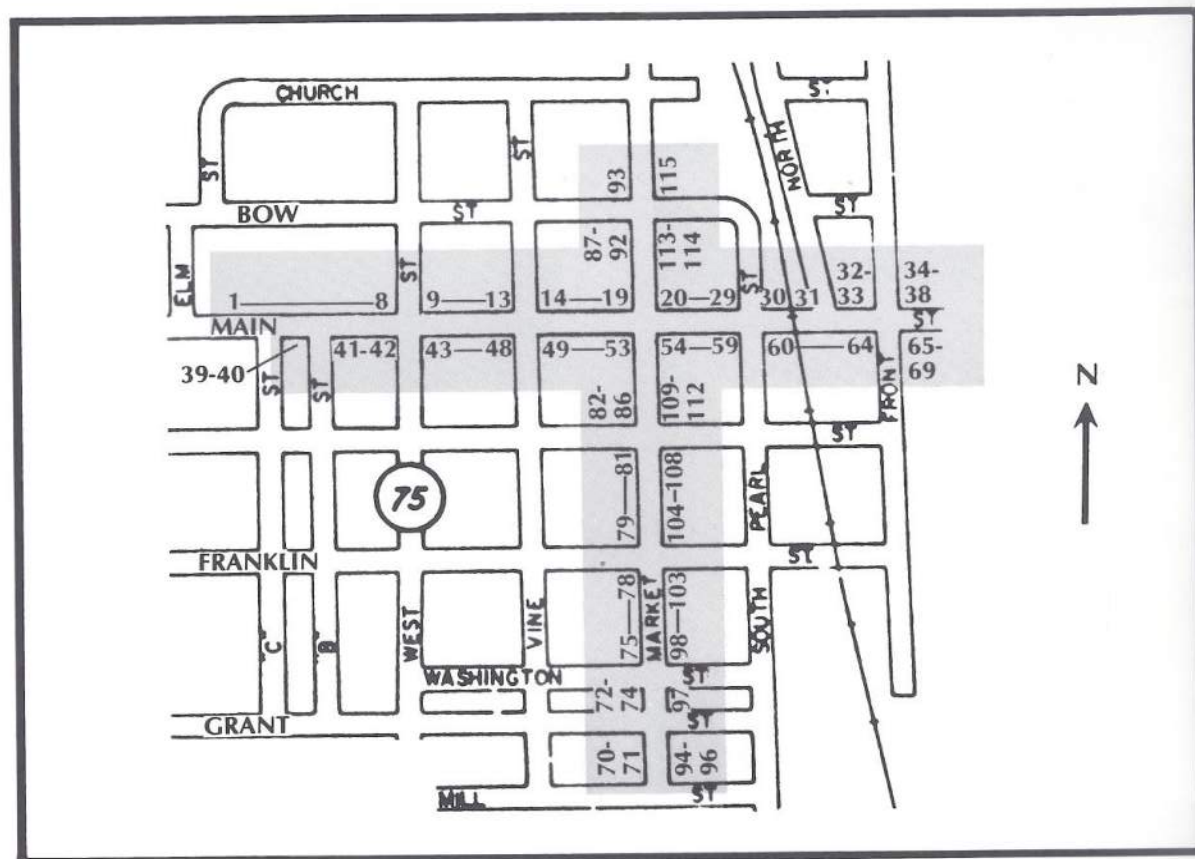 CHURCH
ST
ST
ST
NORTH
93
115
BOW
ST
ST
ELM
ST
87-
92
113-
114
ST
32-
33
34-
38
1 — 8
9 — 13
14 — 19
20 — 29
30
31
MAIN
ST
39-40
41-42
43 — 48
49 — 53
54 — 59
60 — 64
65-
69
ST
ST
FRONT
82-
86
109-
112
ST
N
75
79 — 81
104-108
PEARL
FRANKLIN
ST
"C"
"B"
WEST
VINE
75 — 78
MARKET
98 — 103
SOUTH
WASHINGTON
ST
72-
74
97
GRANT
ST
70-
71
94-
96
MILL
ST